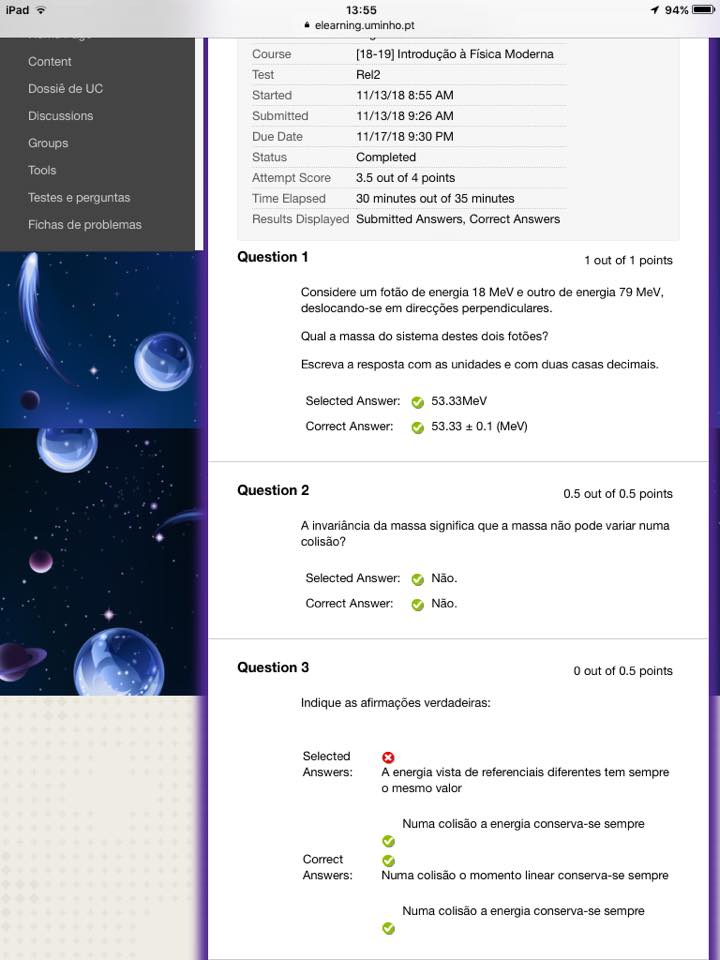 iPad
13:55
94%
elearning.uminho.pt
Content
Dossiê de UC
Discussions
Groups
Tools
Testes e perguntas
Fichas de problemas
Course [18-19] Introdução à Física Moderna
Test Rel2
Started 11/13/18 8:55 AM
Submitted 11/13/18 9:26 AM
Due Date 11/17/18 9:30 PM
Status Completed
Attempt Score 3.5 out of 4 points
Time Elapsed 30 minutes out of 35 minutes
Results Displayed Submitted Answers, Correct Answers
Question 1
1 out of 1 points
Considere um fotão de energia 18 MeV e outro de energia 79 MeV,
deslocando-se em direcções perpendiculares.
Qual a massa do sistema destes dois fotões?
Escreva a resposta com as unidades e com duas casas decimais.
Selected Answer: 53.33MeV
Correct Answer: 53.33 ± 0.1 (MeV)
Question 2
0.5 out of 0.5 points
A invariância da massa significa que a massa não pode variar numa
colisão?
Selected Answer: Não.
Correct Answer: Não.
Question 3
0 out of 0.5 points
Indique as afirmações verdadeiras:
Selected
Answers: A energia vista de referenciais diferentes tem sempre
o mesmo valor
Numa colisão a energia conserva-se sempre
Correct
Answers: Numa colisão o momento linear conserva-se sempre
Numa colisão a energia conserva-se sempre